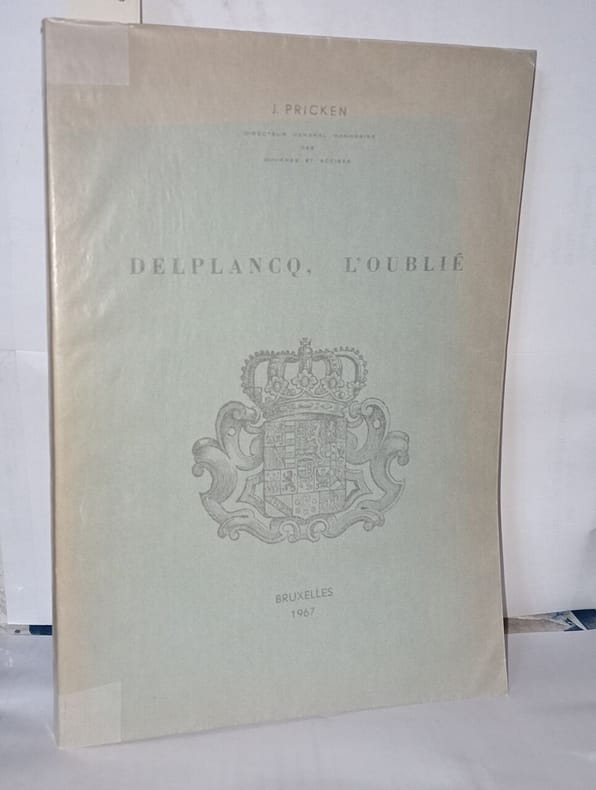 J. PRICKEN
DIRECTEUR GENERAL HONORAIRE
DES
DOUANES ET ACCISES
DELPLANCQ, L'OUBLIÉ
BRUXELLES
1967